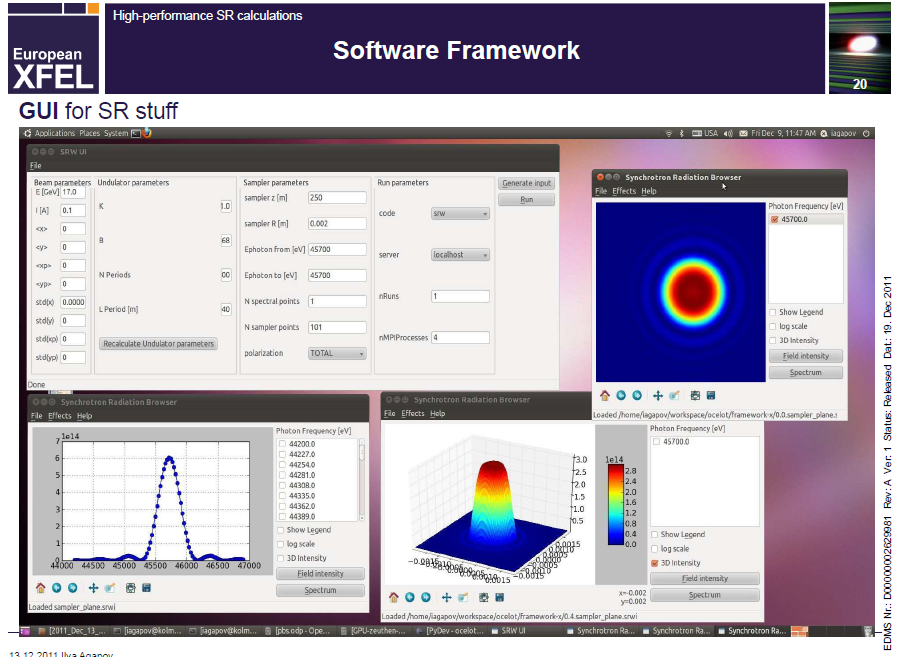 High-performance SR calculations
European
XFEL
Software Framework
20
GUI for SR stuff
Applications Places System
USA
Fri Dec 9, 11:47 AM
iagapov
SRW UI
File
Beam parameters
E [GeV] 17.0
I [A] 0.1
<x> 0
<y> 0
<xp> 0
<yp> 0
std(x) 0.0000
std(y) 0
std(xp) 0
std(yp) 0
Undulator parameters
K 1.0
B 68
N Periods 00
L Period [m] 40
Recalculate Undulator parameters
Sampler parameters
sampler z [m] 250
sampler R [m] 0.002
Ephoton from [eV] 45700
Ephoton to [eV] 45700
N spectral points 1
N sampler points 101
polarization TOTAL
Run parameters
code srw
server localhost
nRuns 1
nMPIProcesses 4
Generate input
Run
Done
Synchrotron Radiation Browser
File Effects Help
Photon Frequency [eV]
45700.0
Show Legend
log scale
3D Intensity
Field intensity
Spectrum
Loaded /home/iagapov/workspace/ocelot/framework-x/0.0.sampler_plane.s
Synchrotron Radiation Browser
File Effects Help
1e14
7
6
5
4
3
2
1
0
44000 44500 45000 45500 46000 46500 47000
Photon Frequency [eV]
44200.0
44227.0
44254.0
44281.0
44308.0
44335.0
44362.0
44389.0
Show Legend
log scale
3D Intensity
Field intensity
Spectrum
Loaded sampler_plane.srwi
Synchrotron Radiation Browser
File Effects Help
3.0
2.5
2.0
1.5
1.0
0.5
0.0015
0.0010
0.0005
-0.0005
-0.0010
-0.0015
-0.0015
0.0005
0.0010
0.0015
1e14
2.8
2.4
2.0
1.6
1.2
0.8
0.4
0.0
Photon Frequency [eV]
45700.0
Show Legend
log scale
3D Intensity
Field intensity
Spectrum
x=-0.002
y=0.002
Loaded /home/iagapov/workspace/ocelot/framework-x/0.4.sampler_plane.srwi
[2011_Dec_13_... [iagapov@kolm... [iagapov@kolm... [pbs.odp - Ope... [GPU-zeuthen-... [PyDev - ocelot... SRW UI Synchrotron Ra... Synchrotron Ra... Synchrotron Ra...
EDMS Nr.: D00000002629981 Rev.: A Ver.: 1 Status: Released Dat.: 19. Dec 2011
13.12.2011 Ilya Agapov